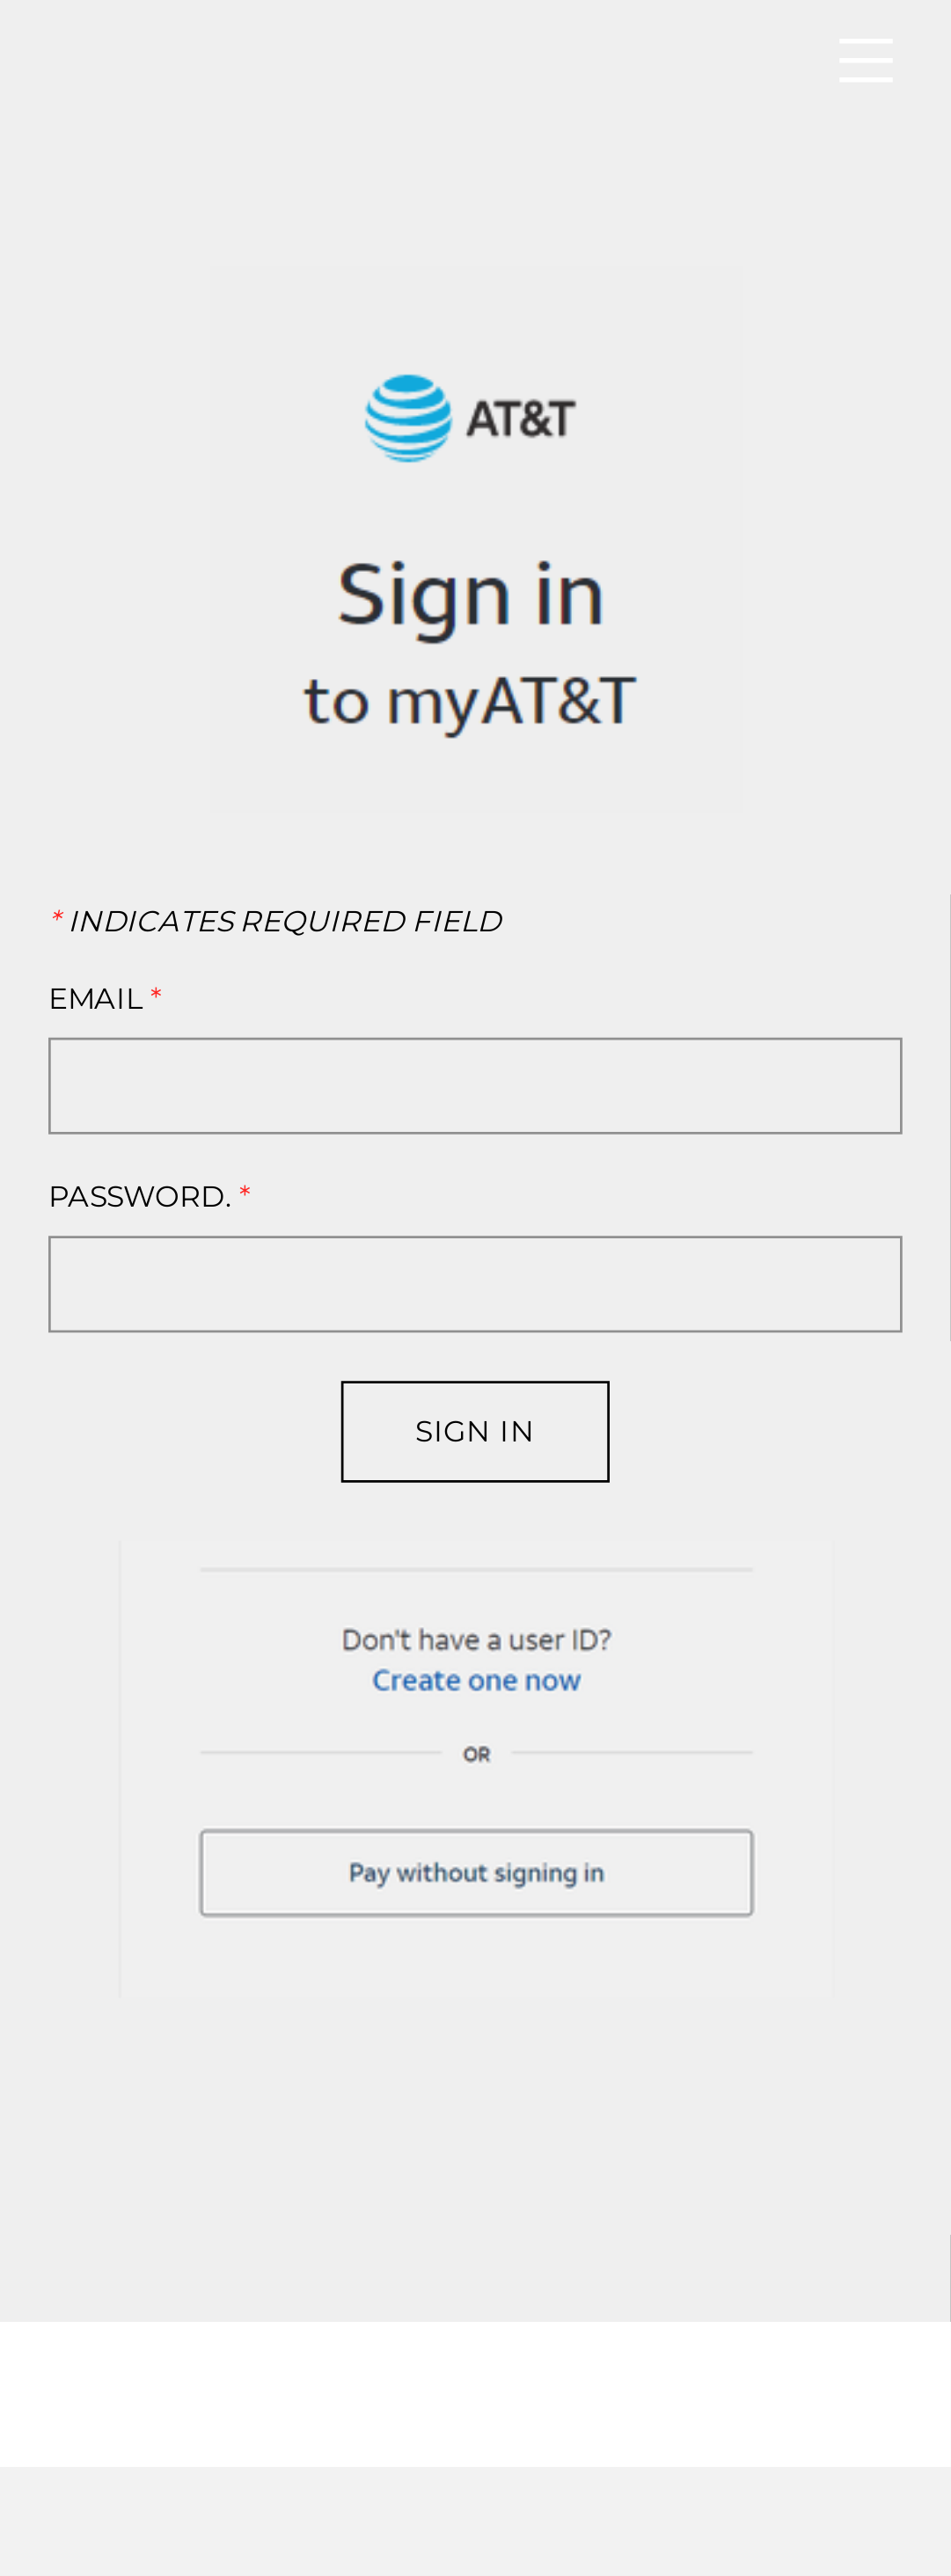 AT&T
Sign in
to myAT&T
* INDICATES REQUIRED FIELD
EMAIL *
PASSWORD. *
SIGN IN
Don't have a user ID?
Create one now
OR
Pay without signing in